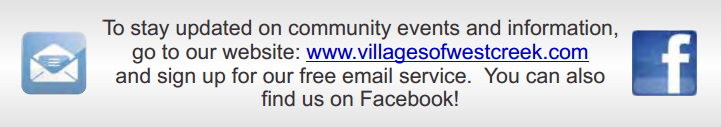 To stay updated on community events and information,
go to our website: www.villagesofwestcreek.com
and sign up for our free email service.  You can also
find us on Facebook!
f